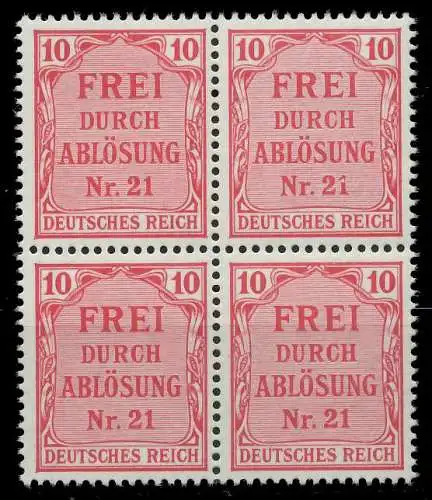 10 10
FREI
DURCH
ABLÖSUNG
Nr. 21
DEUTSCHES REICH
10 10
FREI
DURCH
ABLÖSUNG
Nr. 21
DEUTSCHES REICH
10 10
FREI
DURCH
ABLÖSUNG
Nr. 21
DEUTSCHES REICH
10 10
FREI
DURCH
ABLÖSUNG
Nr. 21
DEUTSCHES REICH